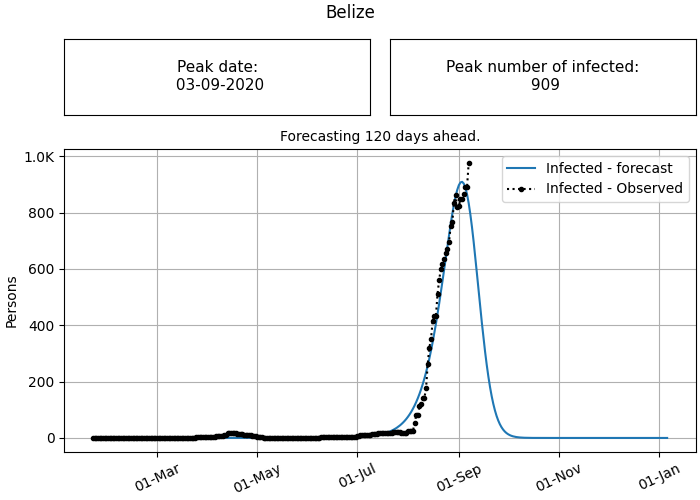 Belize
Peak date:
03-09-2020
Peak number of infected:
909
Forecasting 120 days ahead.
1.0K
800
600
400
200
0
Persons
Infected - forecast
Infected - Observed
01-Mar
01-May
01-Jul
01-Sep
01-Nov
01-Jan